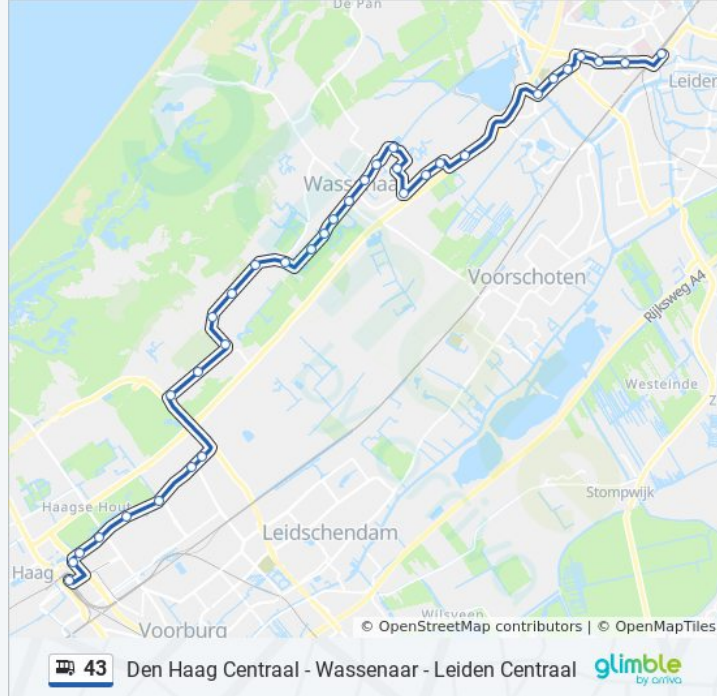 De Pan
Leiden
Wassenaar
Voorschoten
Rijksweg A4
Westeinde
Z
Stompwijk
Haagse Hout
Leidschendam
Haag
Wilsveen
Voorburg
© OpenStreetMap contributors | © OpenMapTiles
43 Den Haag Centraal - Wassenaar - Leiden Centraal
glimble
by arriva